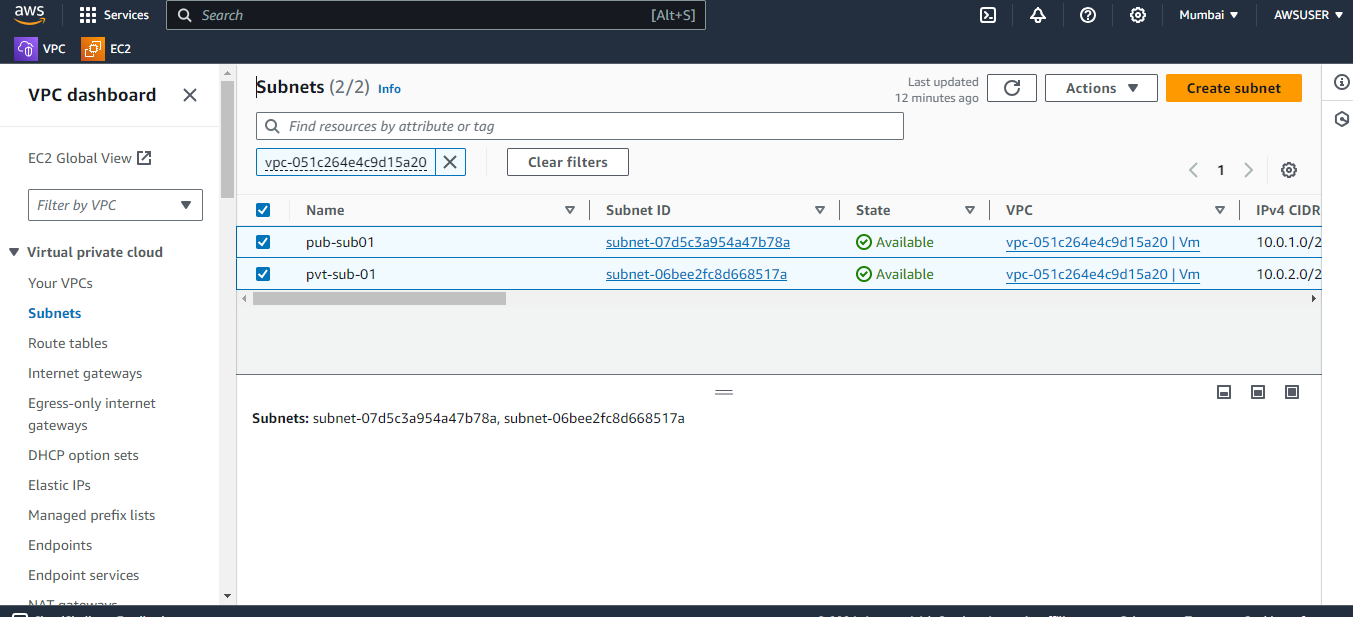 aws Services Search [Alt+S] Mumbai AWSUSER
VPC EC2
VPC dashboard
EC2 Global View
Filter by VPC
Virtual private cloud
Your VPCs
Subnets
Route tables
Internet gateways
Egress-only internet
gateways
DHCP option sets
Elastic IPs
Managed prefix lists
Endpoints
Endpoint services
NAT gateways
Subnets (2/2) Info
Last updated
12 minutes ago
Actions
Create subnet
Find resources by attribute or tag
vpc-051c264e4c9d15a20 Clear filters
1
Name Subnet ID State VPC IPv4 CIDR
pub-sub01 subnet-07d5c3a954a47b78a Available vpc-051c264e4c9d15a20 | Vm 10.0.1.0/2
pvt-sub-01 subnet-06bee2fc8d668517a Available vpc-051c264e4c9d15a20 | Vm 10.0.2.0/2
Subnets: subnet-07d5c3a954a47b78a, subnet-06bee2fc8d668517a